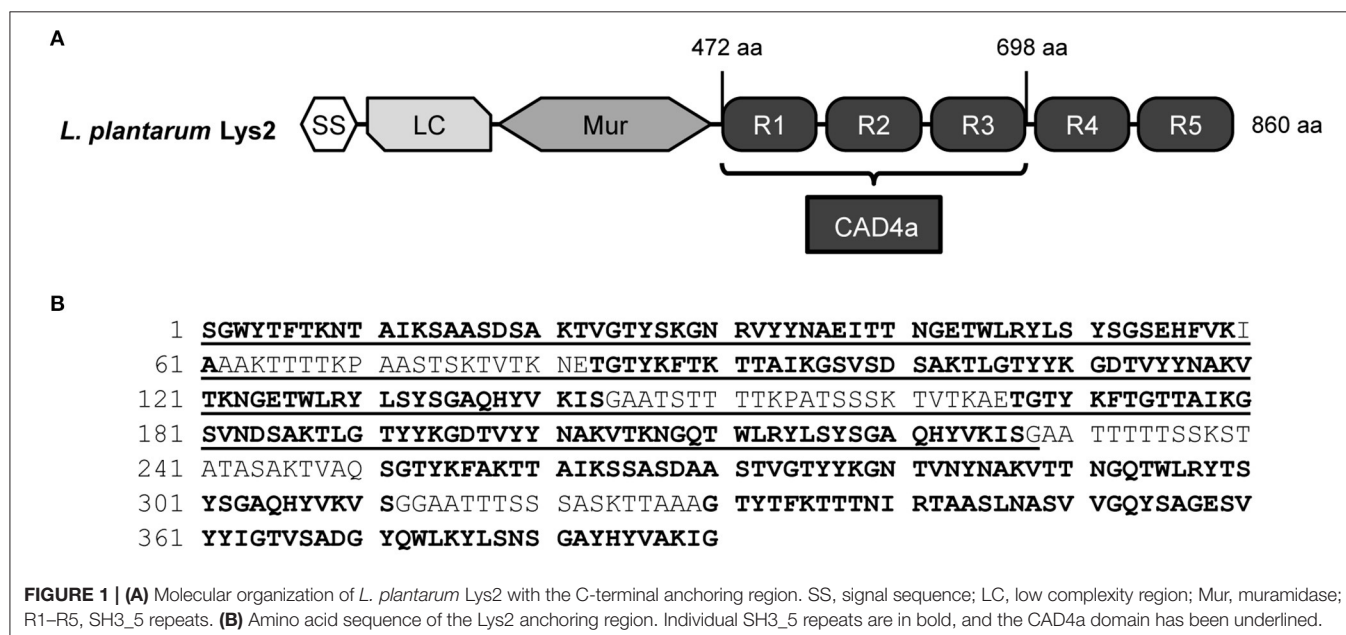 A
472 aa
698 aa
L. plantarum Lys2
SS
LC
Mur
R1
R2
R3
R4
R5
860 aa
CAD4a
B
1 SGWYTFTKNT AIKSAASDSA KTVGTYSKGN RVYYNAEITT NGETWLRYLS YSGSEHFVKI
61 AAAKTTTTKP AASTSKTVTK NETGTYKFTK TTAIKGSVSD SAKTLGTYYK GDTVYYNAKV
121 TKNGETWLRY LSYSGAQHYV KISGAATSTT TTKPATSSSK TVTKAETGTY KFTGTTAIKG
181 SVNDSAKTLG TYYKGDTVYY NAKVTKNGQT WLRYLSYSGA QHYVKISGAA TTTTTSSKST
241 ATASAKTVAQ SGTYKFAKTT AIKSSASDAA STVGTYYKGN TVNYNAKVTT NGQTWLRYTS
301 YSGAQHYVKV SGGAATTTSS SASKTTAAAG TYTFKTTTNI RTAASLNASV VGQYSAGESV
361 YYIGTVSADG YQWLKYLSNS GAYHYVAKIG
FIGURE 1 | (A) Molecular organization of L. plantarum Lys2 with the C-terminal anchoring region. SS, signal sequence; LC, low complexity region; Mur, muramidase;
R1–R5, SH3_5 repeats. (B) Amino acid sequence of the Lys2 anchoring region. Individual SH3_5 repeats are in bold, and the CAD4a domain has been underlined.